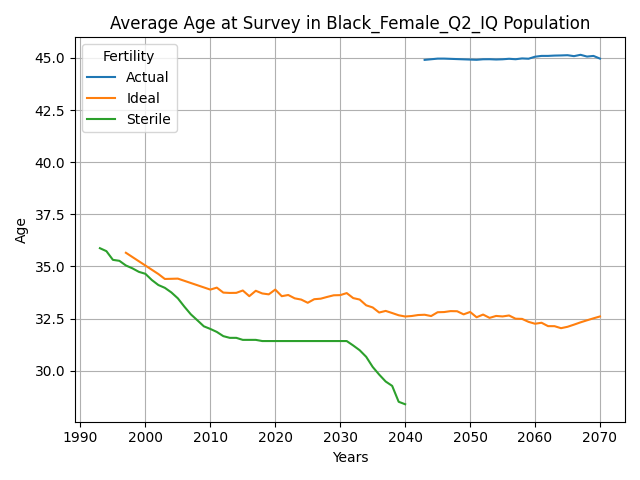 Average Age at Survey in Black_Female_Q2_IQ Population
Fertility
Actual
Ideal
Sterile
Age
45.0
42.5
40.0
37.5
35.0
32.5
30.0
1990 2000 2010 2020 2030 2040 2050 2060 2070
Years